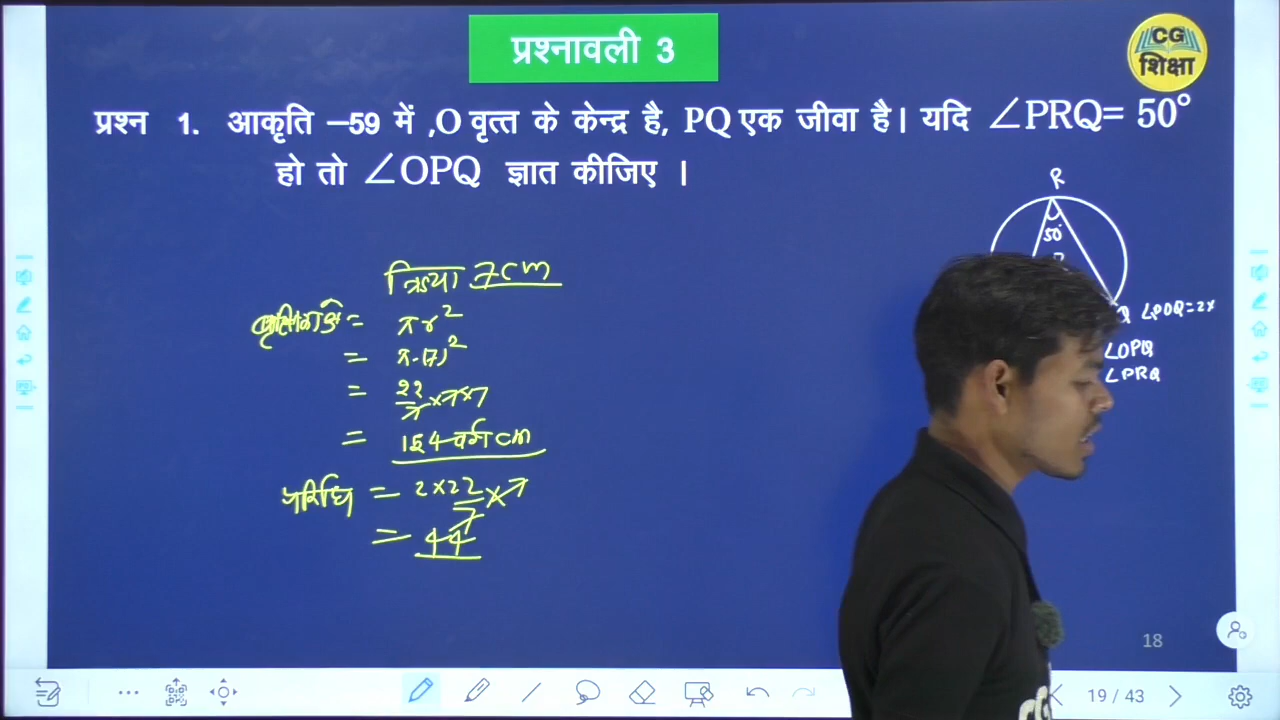 प्रश्नावली 3
CG
शिक्षा
प्रश्न 1. आकृति –59 में ,O वृत्त के केन्द्र है, PQ एक जीवा है। यदि ∠PRQ= 50°
हो तो ∠OPQ ज्ञात कीजिए ।
R
50°
त्रिज्या 7cm
= πr²
= π.(7)²
= 22/7 ×7×7
= 154 वर्ग cm
परिधि = 2×22/7 ×7
= 44
Q ∠POQ=2x
∠OPQ
∠PRQ
18
19 / 43